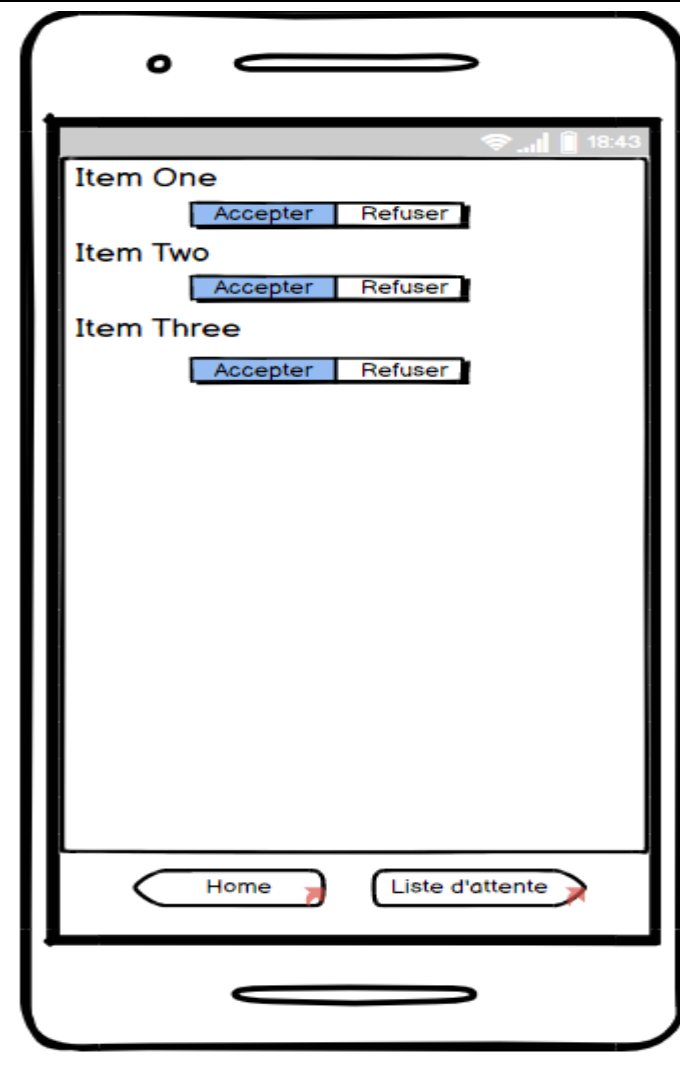 18:43
Item One
Accepter Refuser
Item Two
Accepter Refuser
Item Three
Accepter Refuser
Home Liste d'attente